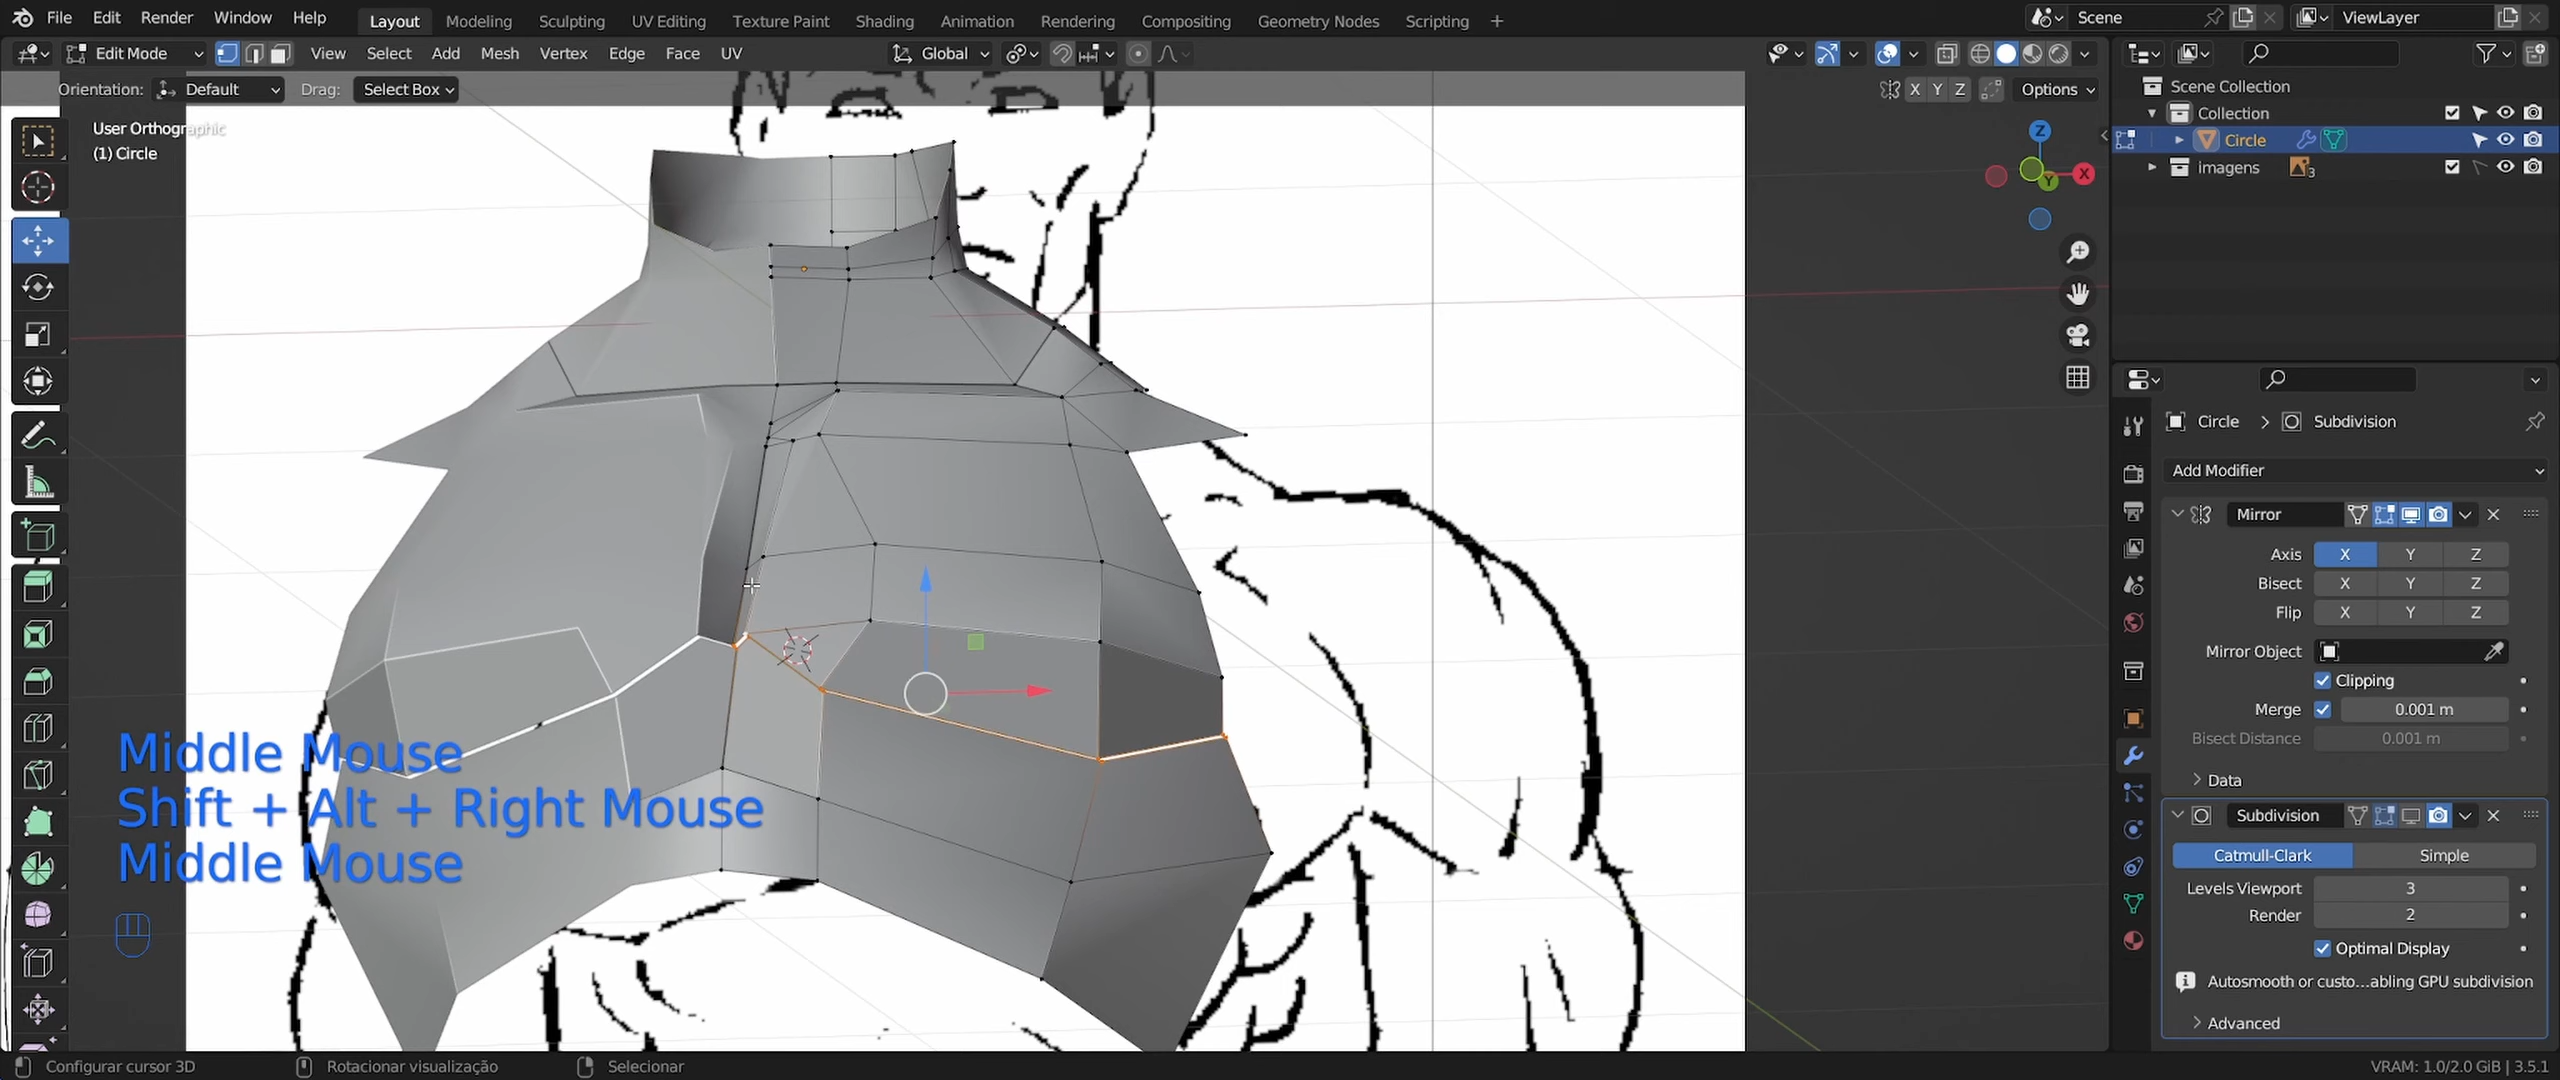 File Edit Render Window Help Layout Modeling Sculpting UV Editing Texture Paint Shading Animation Rendering Compositing Geometry Nodes Scripting + Scene ViewLayer
Edit Mode View Select Add Mesh Vertex Edge Face UV Global
Orientation: Default Drag: Select Box X Y Z Options
User Orthographic
(1) Circle
Z
X
Y
Scene Collection
Collection
Circle
Imagens 3
Circle > Subdivision
Add Modifier
Mirror
Axis X Y Z
Bisect X Y Z
Flip X Y Z
Mirror Object
Clipping
Merge 0.001 m
Bisect Distance 0.001 m
Data
Subdivision
Catmull-Clark Simple
Levels Viewport 3
Render 2
Optimal Display
Autosmooth or custo...abling GPU subdivision
Advanced
Middle Mouse
Shift + Alt + Right Mouse
Middle Mouse
Configurar cursor 3D Rotacionar visualização Selecionar VRAM: 1.0/2.0 GiB | 3.5.1